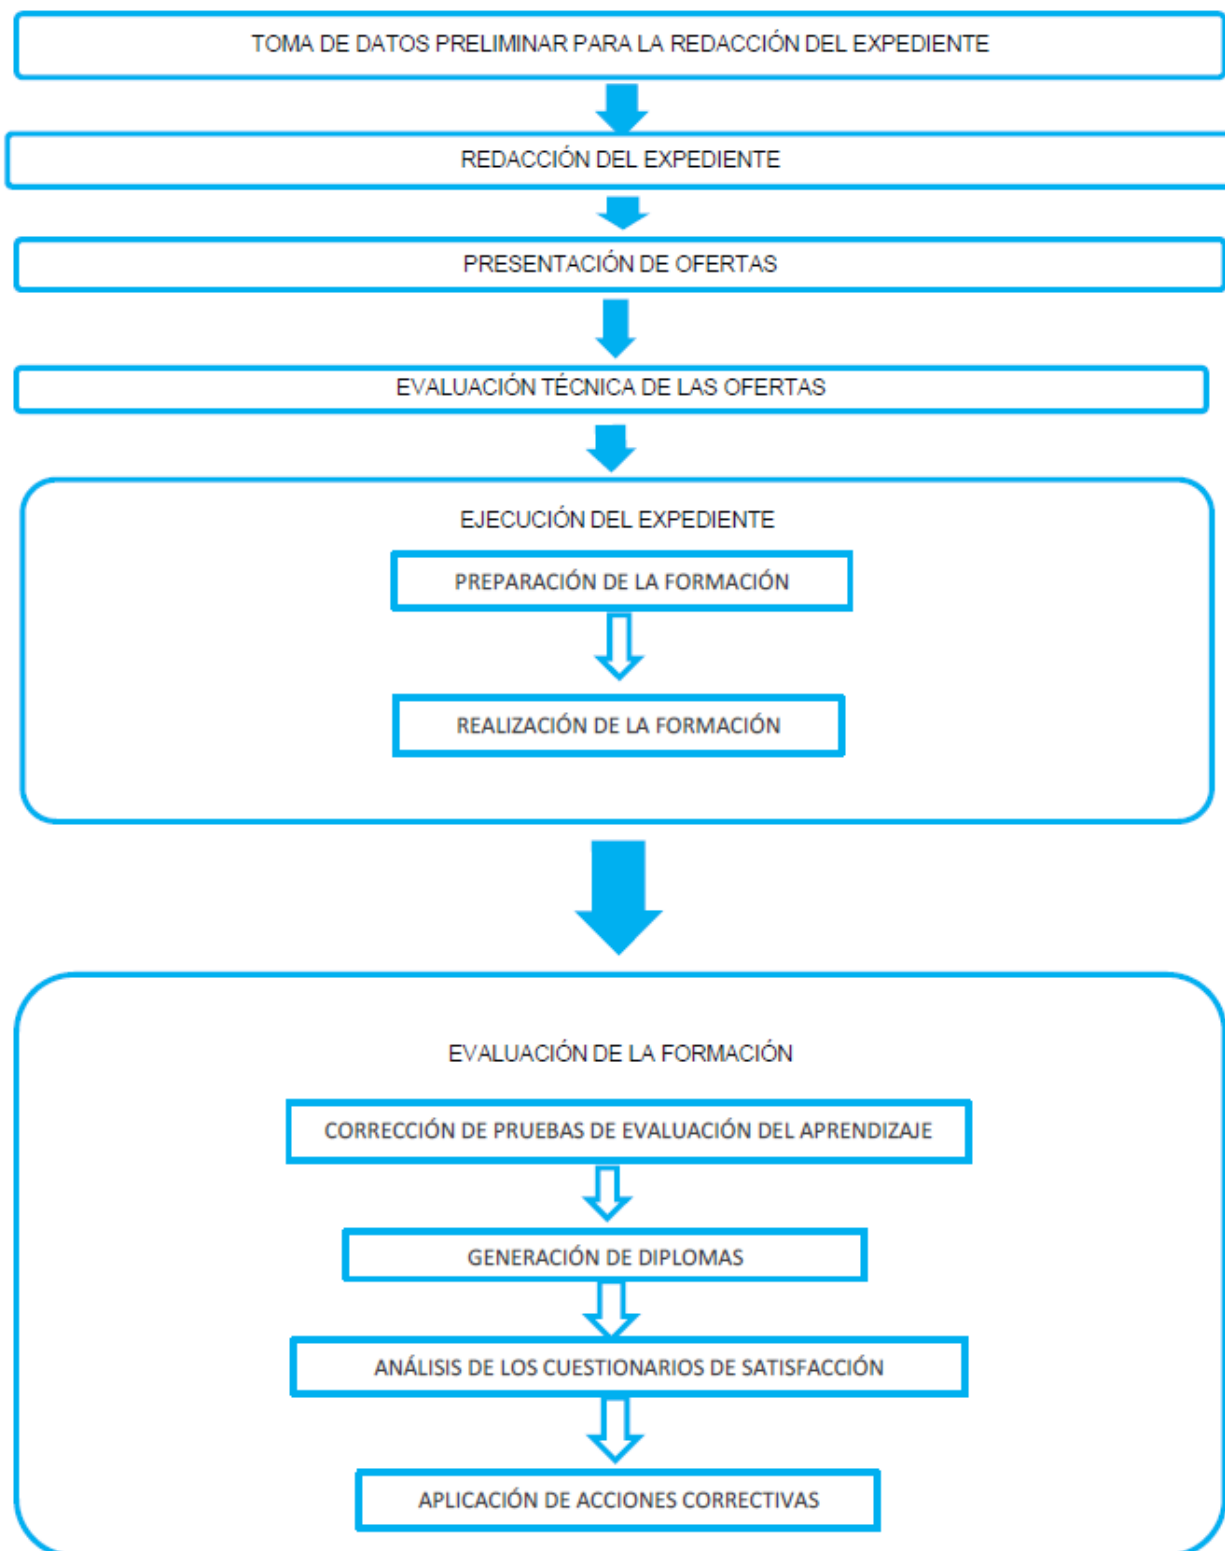 TOMA DE DATOS PRELIMINAR PARA LA REDACCIÓN DEL EXPEDIENTE
REDACCIÓN DEL EXPEDIENTE
PRESENTACIÓN DE OFERTAS
EVALUACIÓN TÉCNICA DE LAS OFERTAS
EJECUCIÓN DEL EXPEDIENTE
PREPARACIÓN DE LA FORMACIÓN
REALIZACIÓN DE LA FORMACIÓN
EVALUACIÓN DE LA FORMACIÓN
CORRECCIÓN DE PRUEBAS DE EVALUACIÓN DEL APRENDIZAJE
GENERACIÓN DE DIPLOMAS
ANÁLISIS DE LOS CUESTIONARIOS DE SATISFACCIÓN
APLICACIÓN DE ACCIONES CORRECTIVAS